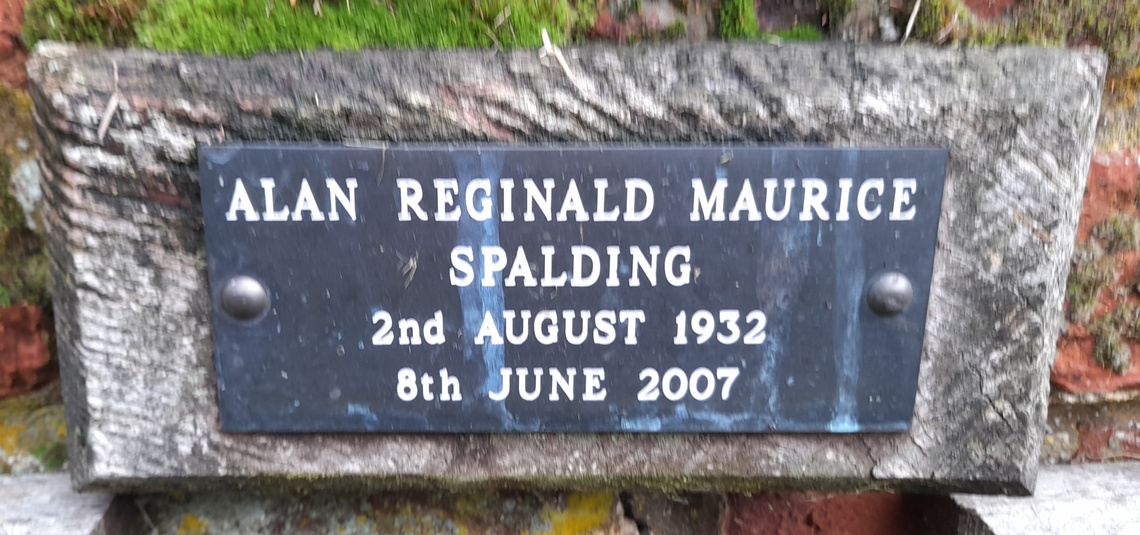 ALAN REGINALD MAURICE
SPALDING
2nd AUGUST 1932
8th JUNE 2007